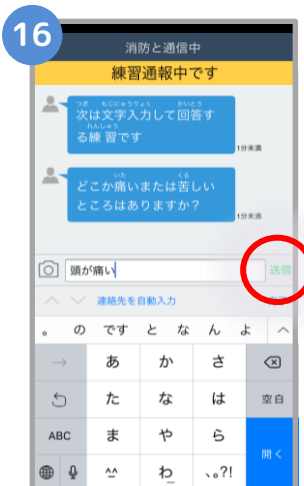 16
消防と通信中
練習通報中です
つぎ もじにゅうりょく かいとう
次は文字入力して回答す
れんしゅう
る練習です
1分未満
いた くる
どこか痛いまたは苦しい
ところはありますか？
1分未満
頭が痛い 送信
連絡先を自動入力
。 の です と な ん よ
→ あ か さ
た な は 空白
ABC ま や ら
開く
^^ わ 、。?!